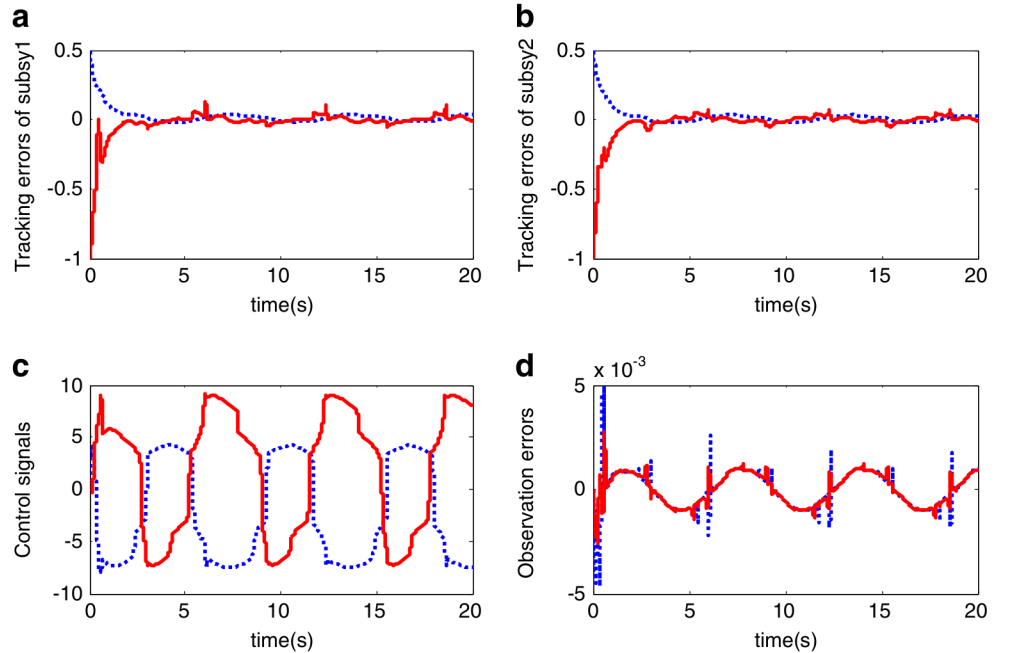 a
Tracking errors of subsy1
0.5
0
-0.5
-1
0
5
10
15
20
time(s)
b
Tracking errors of subsy2
0.5
0
-0.5
-1
0
5
10
15
20
time(s)
c
Control signals
10
5
0
-5
-10
0
5
10
15
20
time(s)
d
Observation errors
x 10-3
5
0
-5
0
5
10
15
20
time(s)